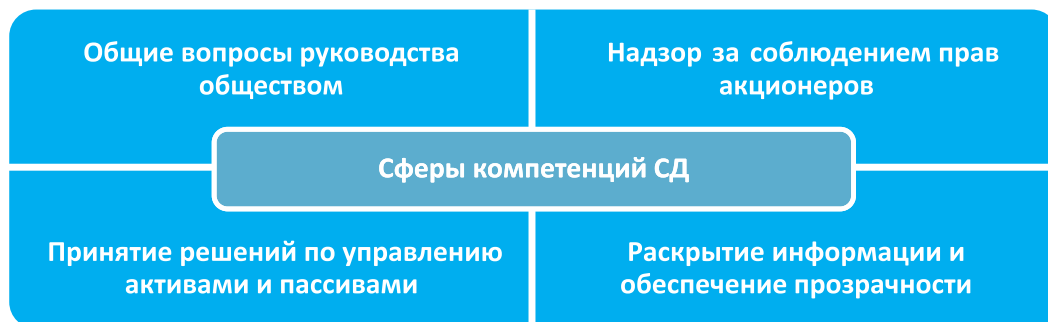 Общие вопросы руководства
обществом
Надзор за соблюдением прав
акционеров
Сферы компетенций СД
Принятие решений по управлению
активами и пассивами
Раскрытие информации и
обеспечение прозрачности